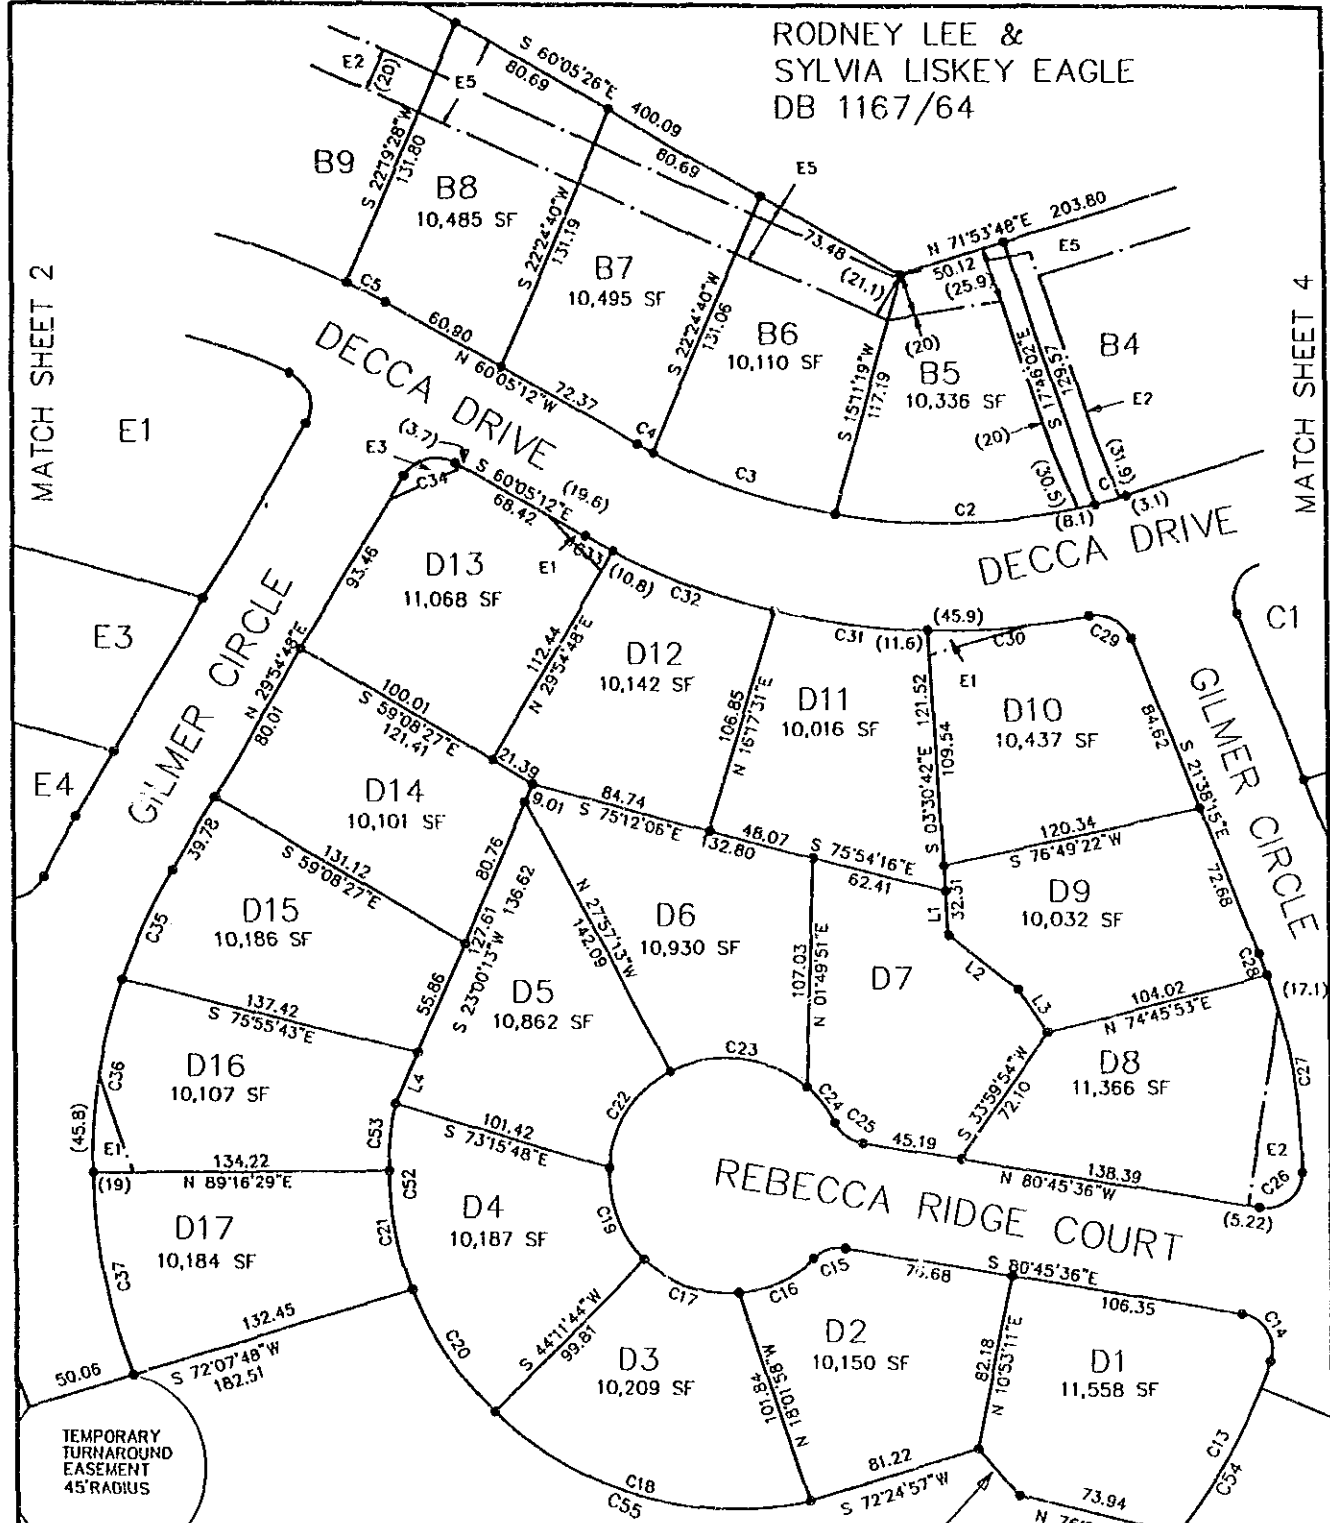 RODNEY LEE &
SYLVIA LISKEY EAGLE
DB 1167/64
S 60°05'26"E
80.69
400.09
80.69
73.48
E2
(20)
E5
E5
S 22°19'28"W
131.80
B9
B8
10,485 SF
S 22°24'40"W
131.19
B7
10,495 SF
S 22°24'40"W
131.06
B6
10,110 SF
(21.1)
N 71°53'48"E
203.80
50.12
(25.9)
E5
(20)
B5
10,336 SF
S 15°11'19"W
117.19
S 17°46'02"E
129.57
B4
E2
(20)
(30.5)
(31.9)
(3.1)
(8.1)
MATCH SHEET 2
MATCH SHEET 4
C5
60.80
N 60°05'12"W
72.37
C4
C3
C2
C
DECCA DRIVE
DECCA DRIVE
E1
E3
E4
(3.7)
E3
C34
S 60°05'12"E
68.42
(19.6)
C33
(10.8)
E1
C32
C31
(11.6)
(45.9)
C30
C29
E1
C1
GILMER CIRCLE
GILMER CIRCLE
93.46
D13
11,068 SF
112.44
N 29°54'48"E
D12
10,142 SF
106.85
N 16°17'31"E
D11
10,016 SF
121.52
109.54
S 03°30'42"E
D10
10,437 SF
84.62
S 21°38'15"E
72.68
N 29°54'48"E
80.01
100.01
S 59°08'27"E
121.41
21.39
9.01
84.74
S 75°12'06"E
132.80
48.07
S 75°54'16"E
62.41
120.34
S 76°49'22"W
D14
10,101 SF
39.78
131.12
S 59°08'27"E
80.76
136.62
127.61
S 23°00'13"W
55.86
N 27°57'13"W
142.09
D6
10,930 SF
32.31
L1
D9
10,032 SF
L2
L3
C28
(17.1)
104.02
N 74°45'53"E
D15
10,186 SF
C35
137.42
S 75°55'43"E
D5
10,862 SF
107.03
N 01°49'51"E
D7
D8
11,366 SF
S 33°59'54"W
72.10
C27
E2
C26
(5.22)
D16
10,107 SF
C36
(45.8)
E1
(19)
L4
C53
C52
134.22
N 89°16'29"E
101.42
S 73°15'48"E
C22
C23
C24
C25
45.19
138.39
N 80°45'36"W
REBECCA RIDGE COURT
D17
10,184 SF
C37
C21
D4
10,187 SF
C19
C17
C16
C15
76.68
S 80°45'36"E
106.35
C14
132.45
S 72°07'48"W
182.51
50.06
C20
S 44°11'44"W
99.81
D3
10,209 SF
101.84
N 18°01'58"W
D2
10,150 SF
82.18
N 10°53'11"E
D1
11,558 SF
TEMPORARY
TURNAROUND
EASEMENT
45'RADIUS
C18
C55
81.22
S 72°24'57"W
73.94
C13
C54